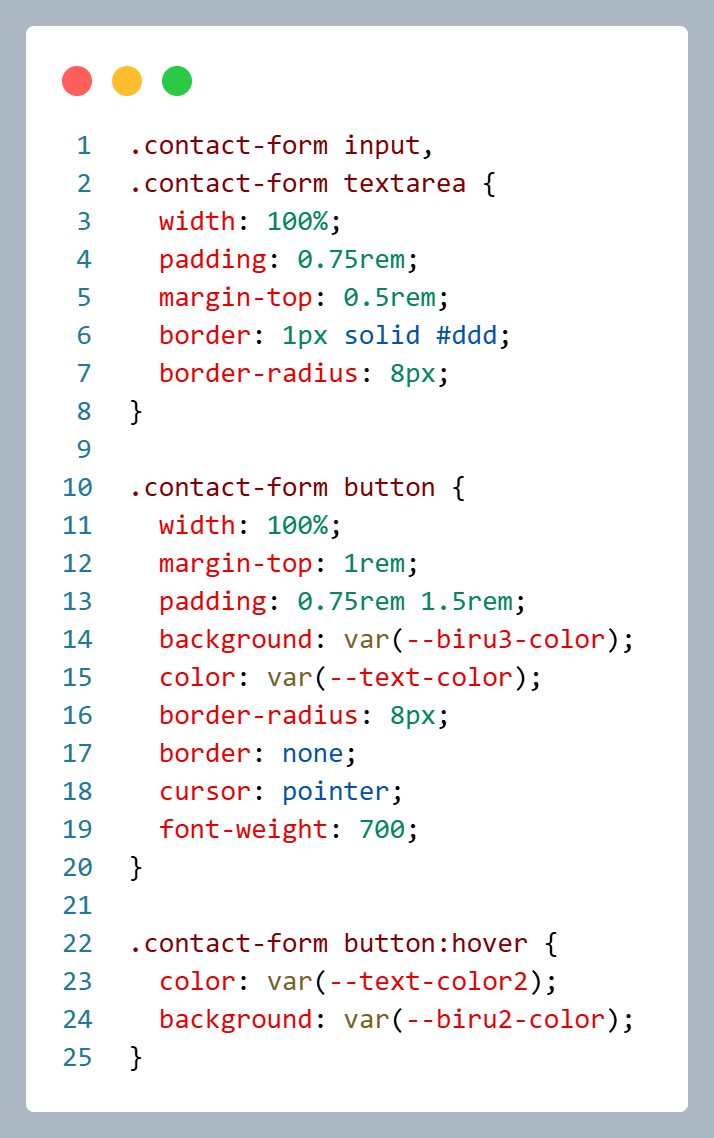 1 .contact-form input,
2 .contact-form textarea {
3   width: 100%;
4   padding: 0.75rem;
5   margin-top: 0.5rem;
6   border: 1px solid #ddd;
7   border-radius: 8px;
8 }
9
10 .contact-form button {
11   width: 100%;
12   margin-top: 1rem;
13   padding: 0.75rem 1.5rem;
14   background: var(--biru3-color);
15   color: var(--text-color);
16   border-radius: 8px;
17   border: none;
18   cursor: pointer;
19   font-weight: 700;
20 }
21
22 .contact-form button:hover {
23   color: var(--text-color2);
24   background: var(--biru2-color);
25 }